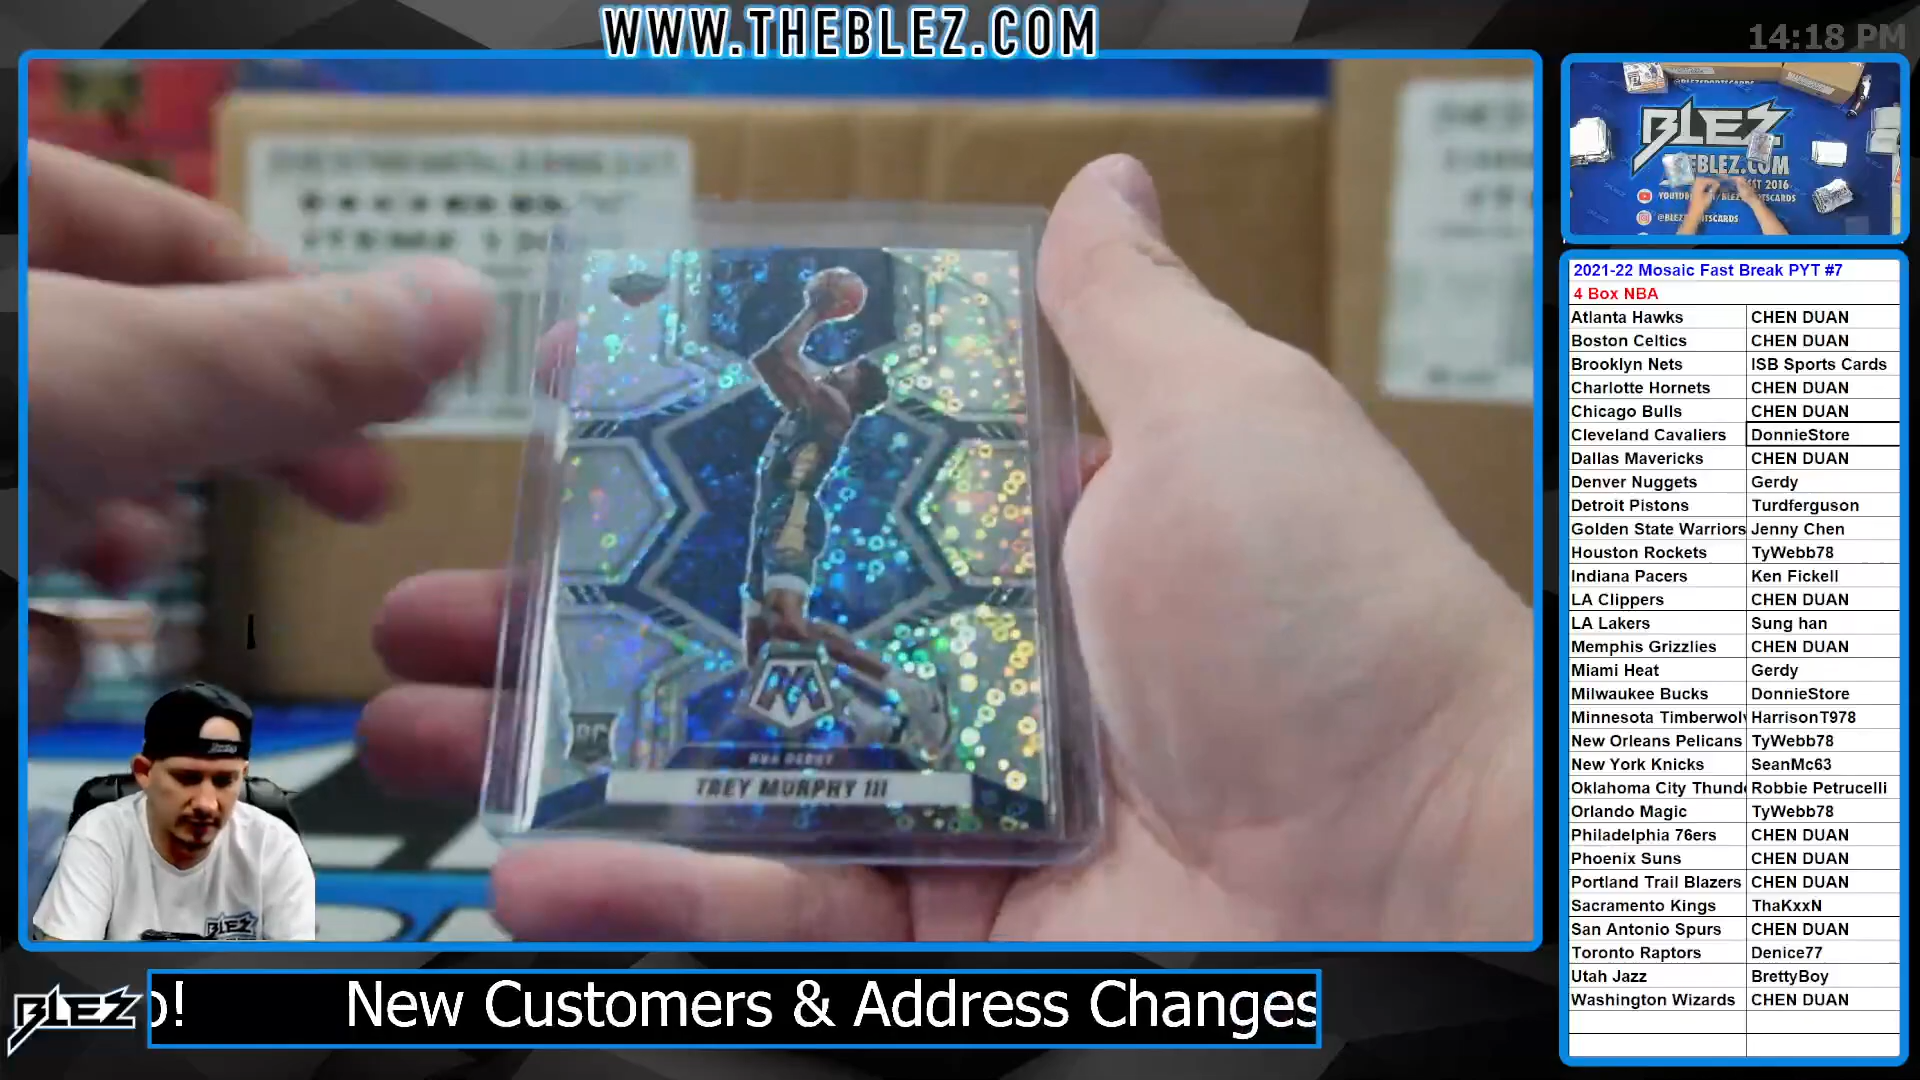 WWW.THEBLEZ.COM
14:18 PM
RC
NBA DEBUT
TREY MURPHY III
BLEZ
BLEZ
THEBLEZ.COM
EST 2016
@BLEZSPORTSCARDS
2021-22 Mosaic Fast Break PYT #7
4 Box NBA
Atlanta Hawks CHEN DUAN
Boston Celtics CHEN DUAN
Brooklyn Nets ISB Sports Cards
Charlotte Hornets CHEN DUAN
Chicago Bulls CHEN DUAN
Cleveland Cavaliers DonnieStore
Dallas Mavericks CHEN DUAN
Denver Nuggets Gerdy
Detroit Pistons Turdferguson
Golden State Warriors Jenny Chen
Houston Rockets TyWebb78
Indiana Pacers Ken Fickell
LA Clippers CHEN DUAN
LA Lakers Sung han
Memphis Grizzlies CHEN DUAN
Miami Heat Gerdy
Milwaukee Bucks DonnieStore
Minnesota Timberwolv HarrisonT978
New Orleans Pelicans TyWebb78
New York Knicks SeanMc63
Oklahoma City Thund Robbie Petrucelli
Orlando Magic TyWebb78
Philadelphia 76ers CHEN DUAN
Phoenix Suns CHEN DUAN
Portland Trail Blazers CHEN DUAN
Sacramento Kings ThaKxxN
San Antonio Spurs CHEN DUAN
Toronto Raptors Denice77
Utah Jazz BrettyBoy
Washington Wizards CHEN DUAN
BLEZ
o! New Customers & Address Changes